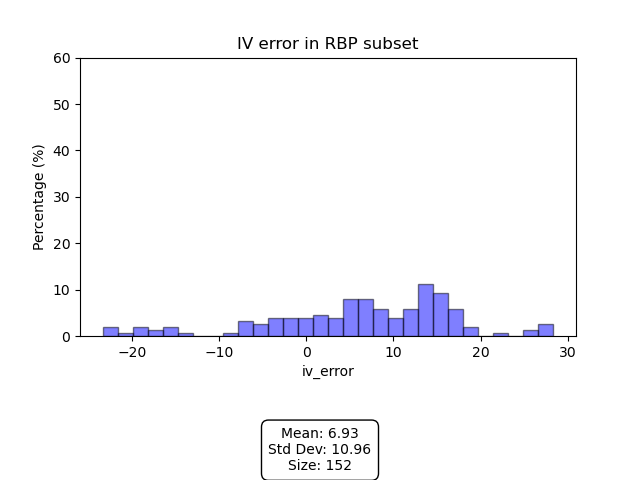 IV error in RBP subset
60
50
40
30
20
10
0
Percentage (%)
−20
−10
0
10
20
30
iv_error
Mean: 6.93
Std Dev: 10.96
Size: 152